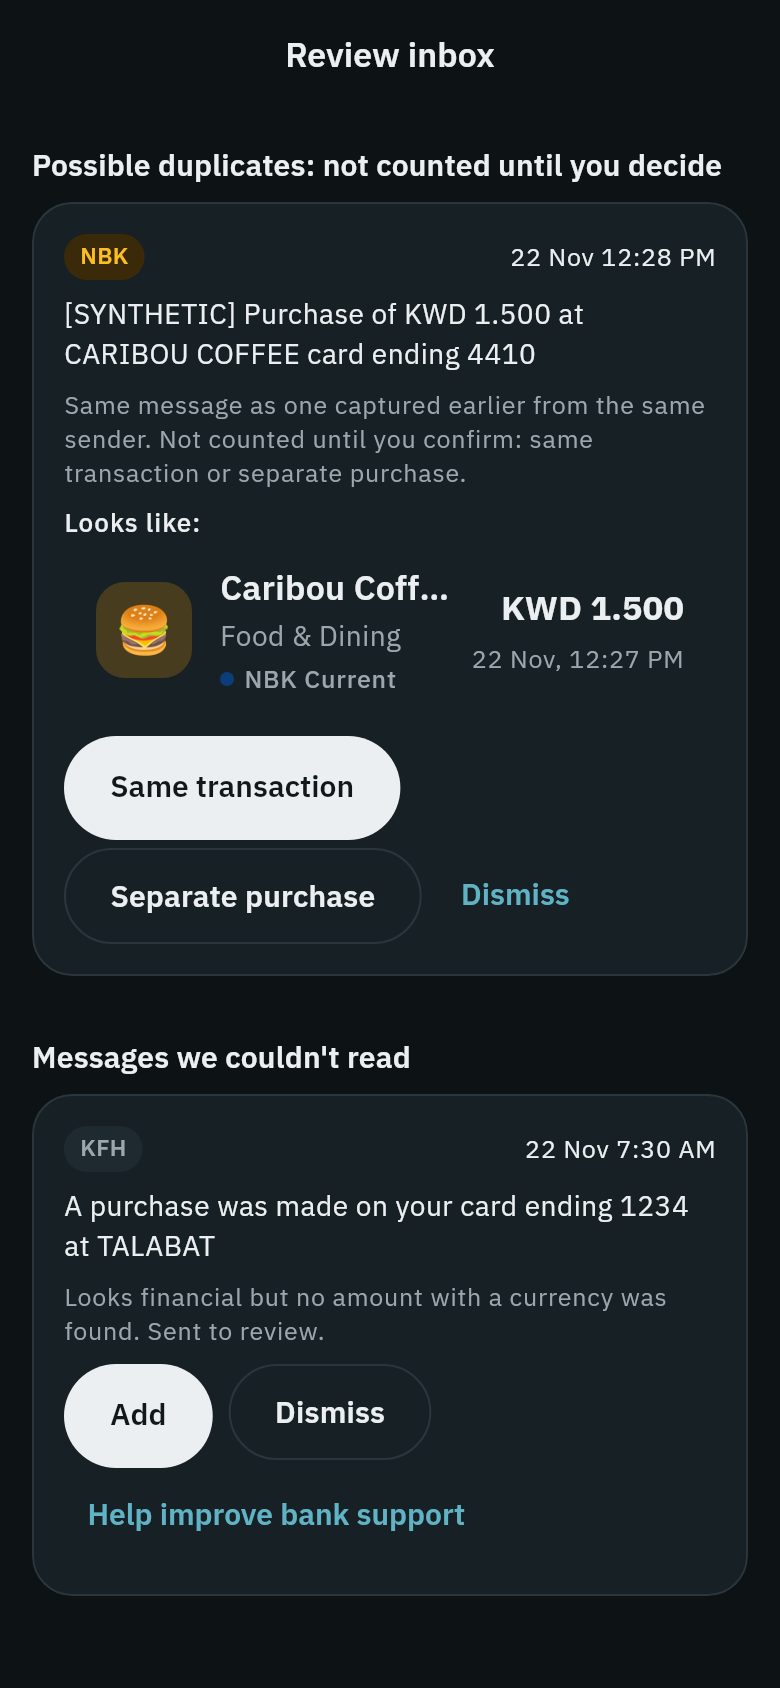 Review inbox
Possible duplicates: not counted until you decide
NBK
22 Nov 12:28 PM
[SYNTHETIC] Purchase of KWD 1.500 at
CARIBOU COFFEE card ending 4410
Same message as one captured earlier from the same
sender. Not counted until you confirm: same
transaction or separate purchase.
Looks like:
Caribou Coff...
Food & Dining
NBK Current
KWD 1.500
22 Nov, 12:27 PM
Same transaction
Separate purchase
Dismiss
Messages we couldn't read
KFH
22 Nov 7:30 AM
A purchase was made on your card ending 1234
at TALABAT
Looks financial but no amount with a currency was
found. Sent to review.
Add
Dismiss
Help improve bank support